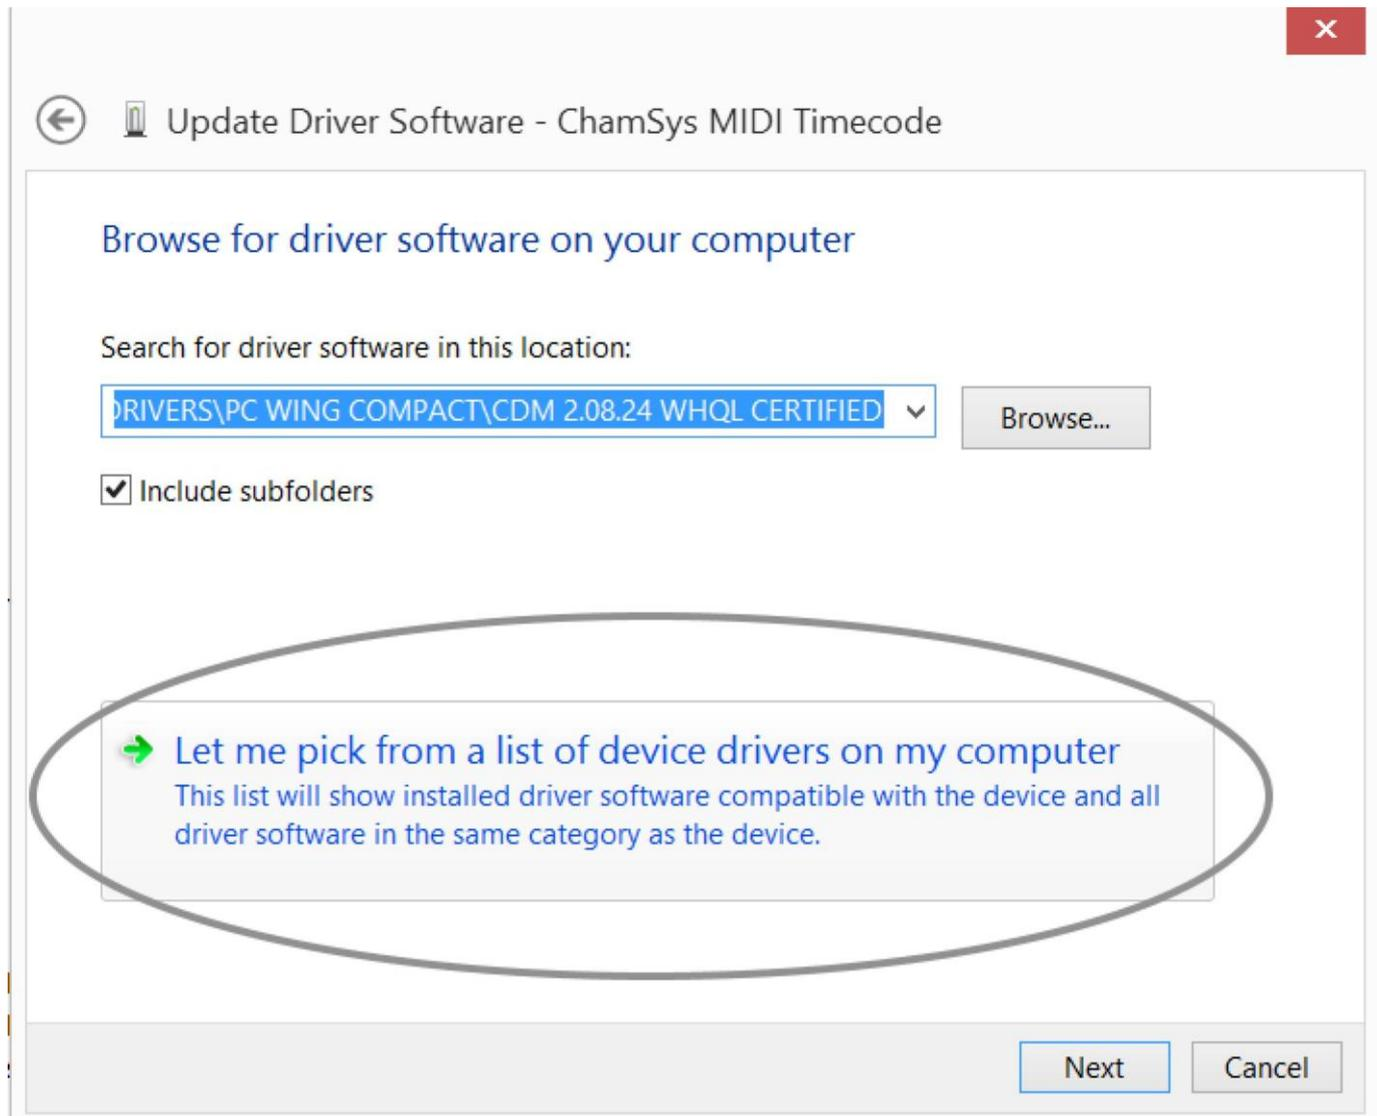 Update Driver Software - ChamSys MIDI Timecode
Browse for driver software on your computer
Search for driver software in this location:
DRIVERS\PC WING COMPACT\CDM 2.08.24 WHQL CERTIFIED
Browse...
Include subfolders
Let me pick from a list of device drivers on my computer
This list will show installed driver software compatible with the device and all
driver software in the same category as the device.
Next
Cancel